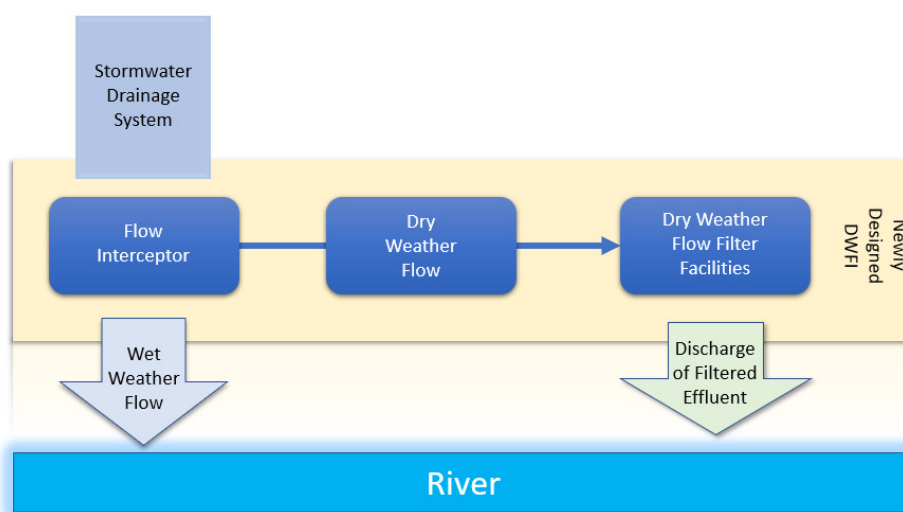 Stormwater
Drainage
System
Flow
Interceptor
Dry
Weather
Flow
Dry Weather
Flow Filter
Facilities
Newly
Designed
DWFI
Wet
Weather
Flow
Discharge
of Filtered
Effluent
River